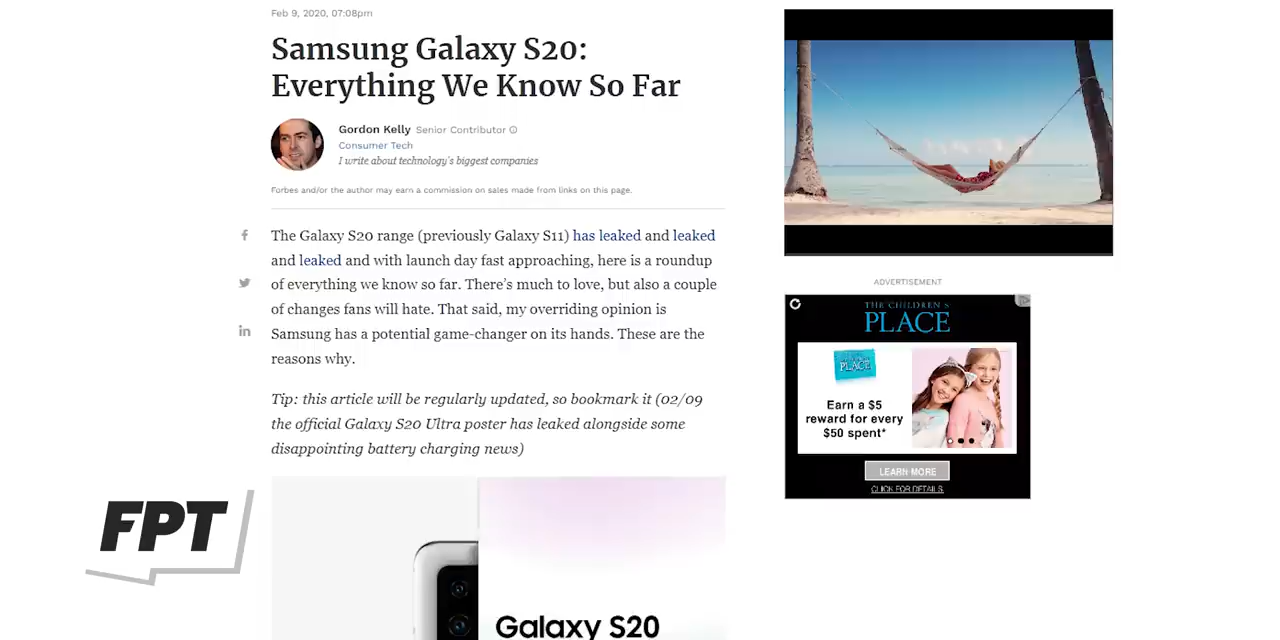 Feb 9, 2020, 07:08pm
Samsung Galaxy S20:
Everything We Know So Far
Gordon Kelly Senior Contributor
Consumer Tech
I write about technology's biggest companies
Forbes and/or the author may earn a commission on sales made from links on this page.
The Galaxy S20 range (previously Galaxy S11) has leaked and leaked
and leaked and with launch day fast approaching, here is a roundup
of everything we know so far. There's much to love, but also a couple
of changes fans will hate. That said, my overriding opinion is
Samsung has a potential game-changer on its hands. These are the
reasons why.
Tip: this article will be regularly updated, so bookmark it (02/09
the official Galaxy S20 Ultra poster has leaked alongside some
disappointing battery charging news)
Galaxy S20
FPT
ADVERTISEMENT
THE CHILDREN'S
PLACE
PLACE
Earn a $5
reward for every
$50 spent*
LEARN MORE
CLICK FOR DETAILS